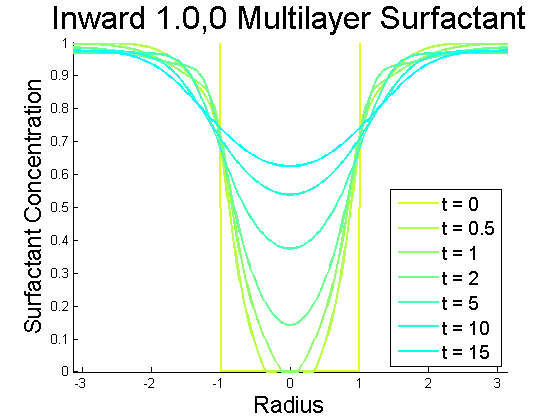 Inward 1.0,0 Multilayer Surfactant
Surfactant Concentration
1
0.9
0.8
0.7
0.6
0.5
0.4
0.3
0.2
0.1
0
-3
-2
-1
0
1
2
3
Radius
t = 0
t = 0.5
t = 1
t = 2
t = 5
t = 10
t = 15